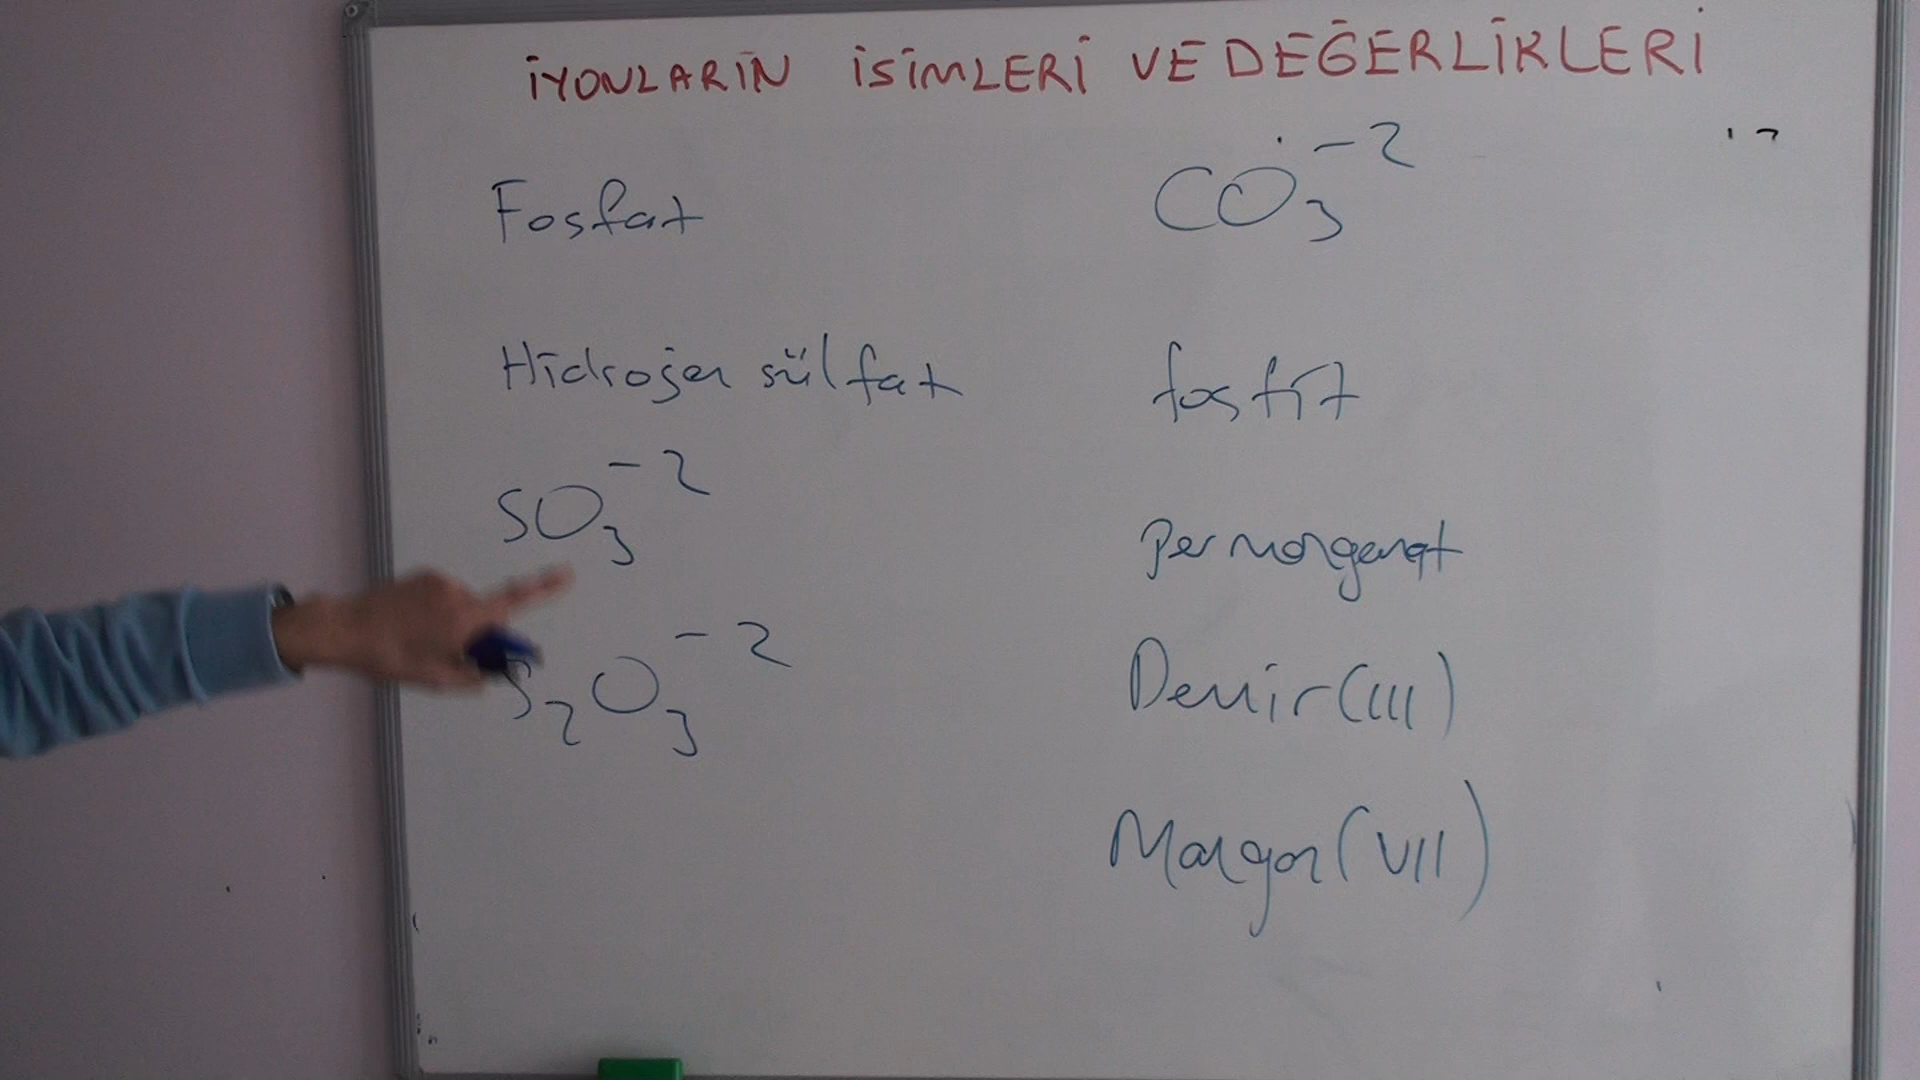 İYONLARIN İSİMLERİ VE DEĞERLİKLERİ
Fosfat
Hidrojen sülfat
SO₃⁻²
S₂O₃⁻²
CO₃⁻²
fosfit
Permanganat
Demir (III)
Mangan (VII)